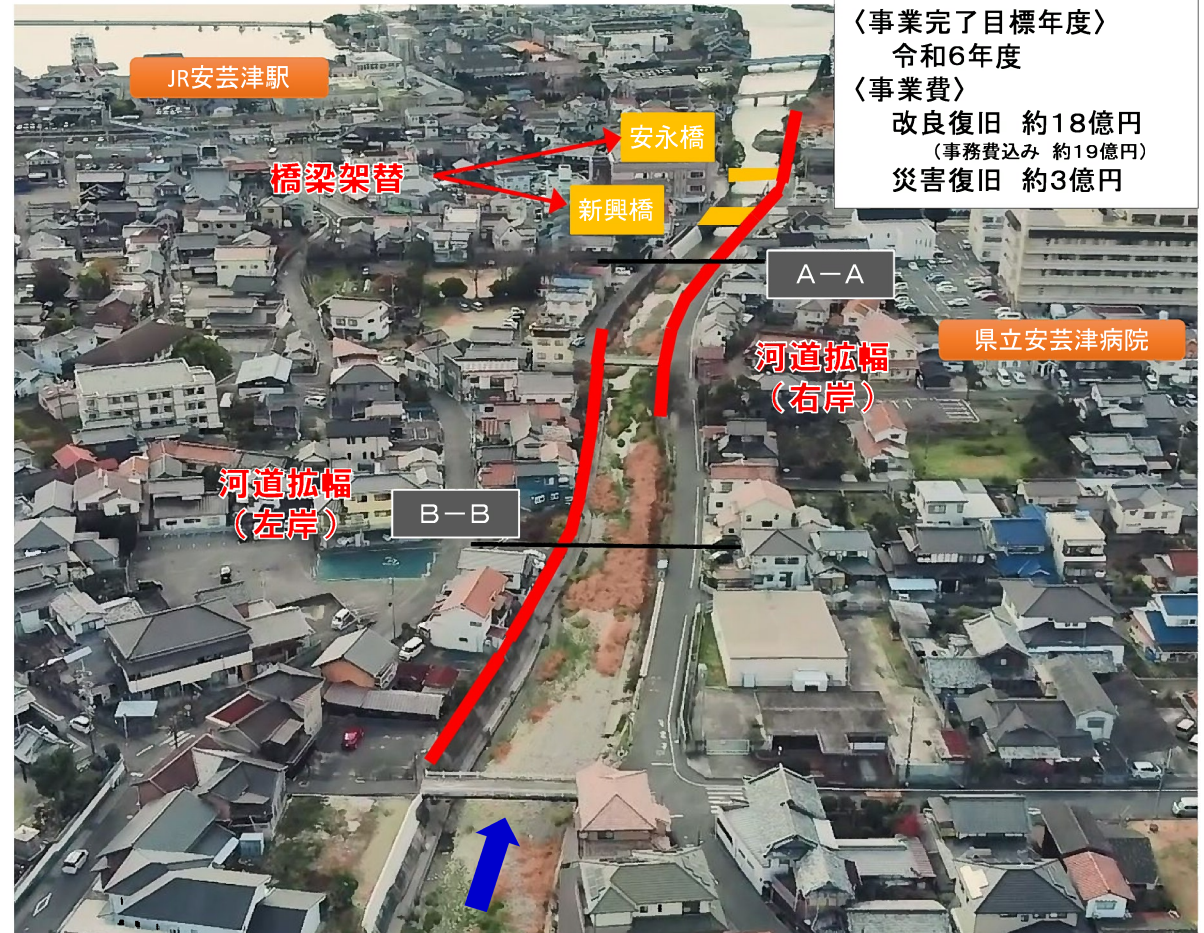 〈事業完了目標年度〉
令和6年度
〈事業費〉
改良復旧 約18億円
（事務費込み 約19億円）
災害復旧 約3億円
JR安芸津駅
安永橋
橋梁架替
新興橋
A－A
県立安芸津病院
河道拡幅
（右岸）
河道拡幅
（左岸）
B－B